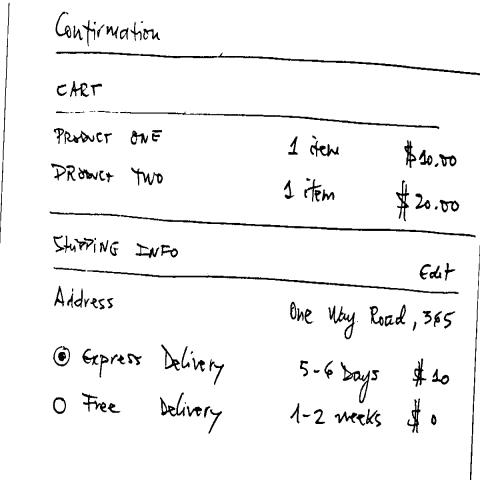 Confirmation
CART
PRODUCT ONE 1 item $10.00
PRODUCT TWO 1 item $20.00
SHIPPING INFO Edit
Address One Way Road, 365
Express Delivery 5-6 Days $10
Free Delivery 1-2 weeks $0